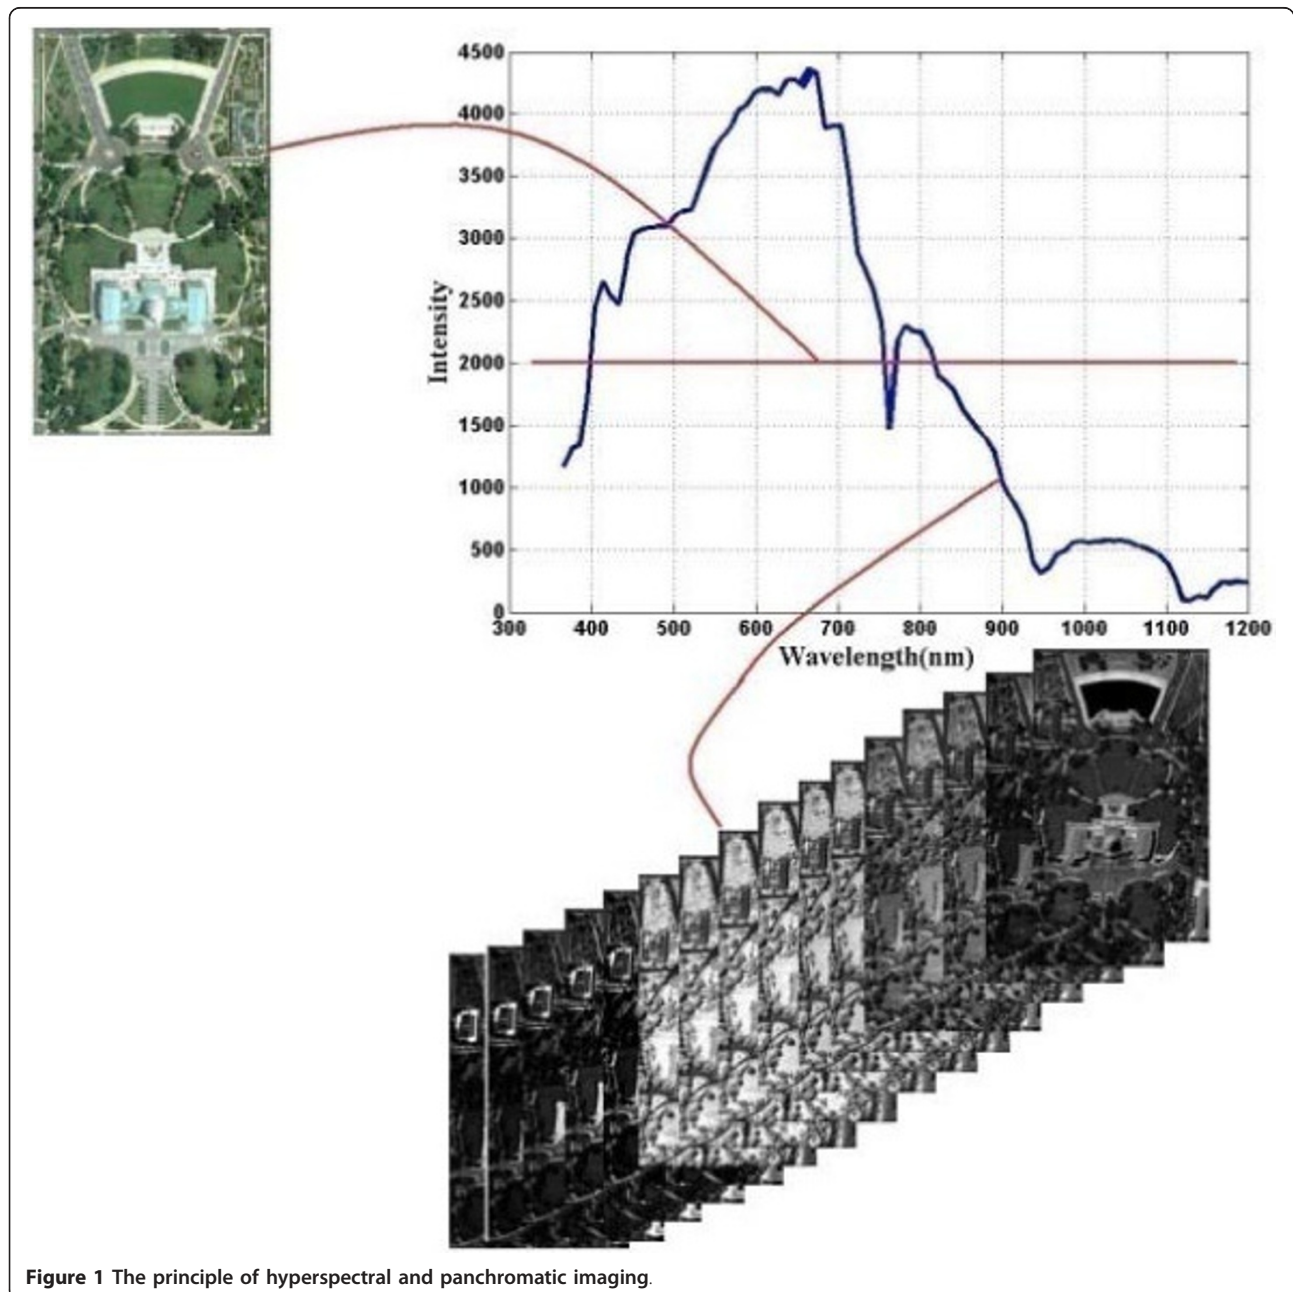 4500
4000
3500
3000
2500
2000
1500
1000
500
0
Intensity
300 400 500 600 700 800 900 1000 1100 1200
Wavelength(nm)
Figure 1 The principle of hyperspectral and panchromatic imaging.